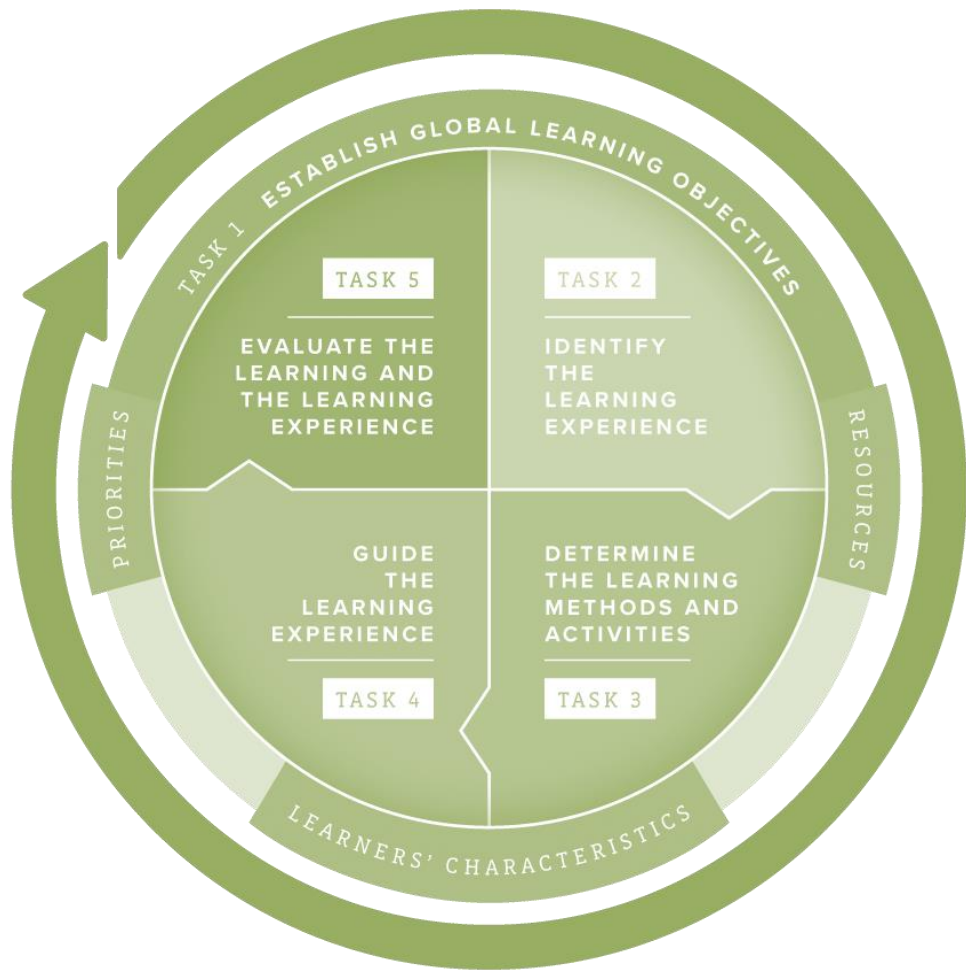 TASK 1 ESTABLISH GLOBAL LEARNING OBJECTIVES
TASK 5
EVALUATE THE
LEARNING AND
THE LEARNING
EXPERIENCE
TASK 2
IDENTIFY
THE
LEARNING
EXPERIENCE
PRIORITIES
RESOURCES
GUIDE
THE
LEARNING
EXPERIENCE
TASK 4
DETERMINE
THE LEARNING
METHODS AND
ACTIVITIES
TASK 3
LEARNERS’ CHARACTERISTICS